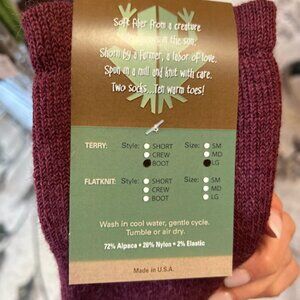 Soft fiber from a creature
in the sun.
Shorn by a Farmer, a labor of love.
Spun in a mill and knit with care.
Two socks...Ten warm toes!
TERRY: Style: SHORT Size: SM
CREW MD
BOOT LG
FLATKNIT: Style: SHORT Size: SM
CREW MD
BOOT LG
Wash in cool water, gentle cycle.
Tumble or air dry.
72% Alpaca • 26% Nylon • 2% Elastic
Made in U.S.A.